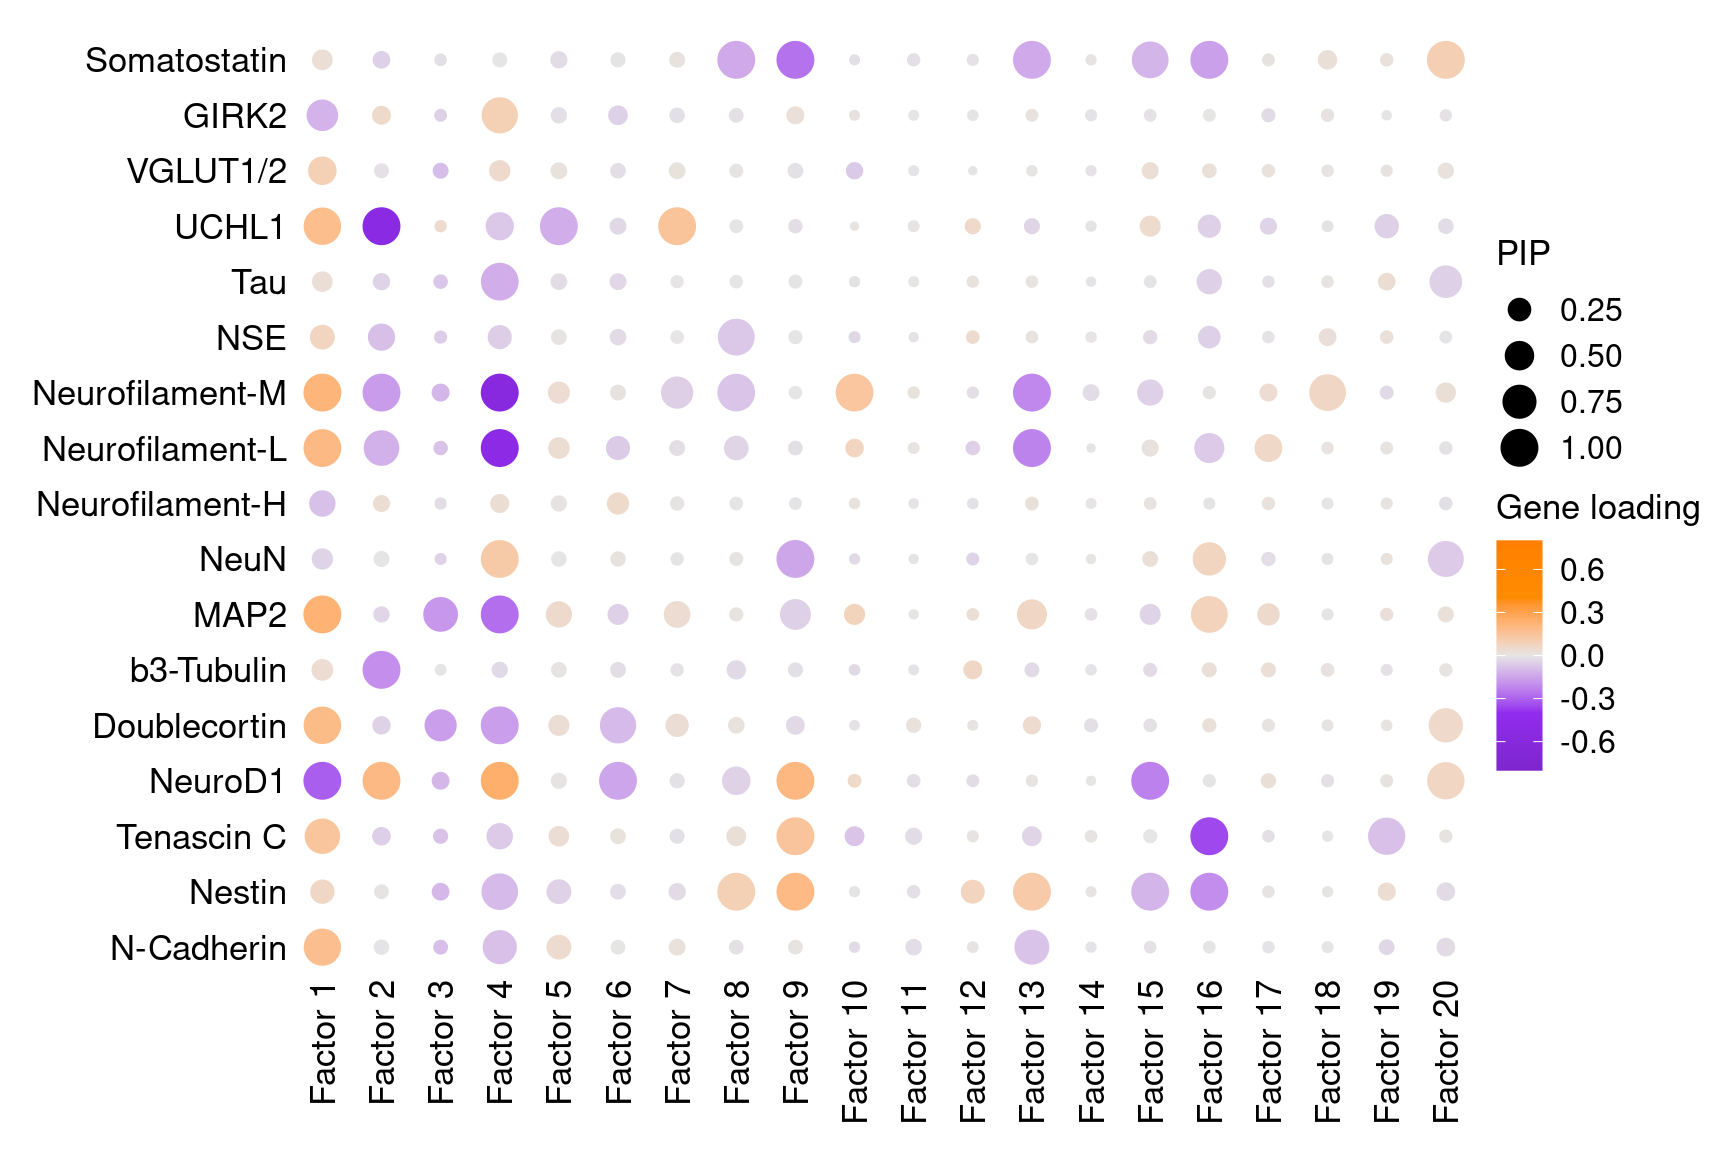 Somatostatin
GIRK2
VGLUT1/2
UCHL1
Tau
NSE
Neurofilament-M
Neurofilament-L
Neurofilament-H
NeuN
MAP2
b3-Tubulin
Doublecortin
NeuroD1
Tenascin C
Nestin
N-Cadherin
Factor 1
Factor 2
Factor 3
Factor 4
Factor 5
Factor 6
Factor 7
Factor 8
Factor 9
Factor 10
Factor 11
Factor 12
Factor 13
Factor 14
Factor 15
Factor 16
Factor 17
Factor 18
Factor 19
Factor 20
PIP
0.25
0.50
0.75
1.00
Gene loading
0.6
0.3
0.0
-0.3
-0.6